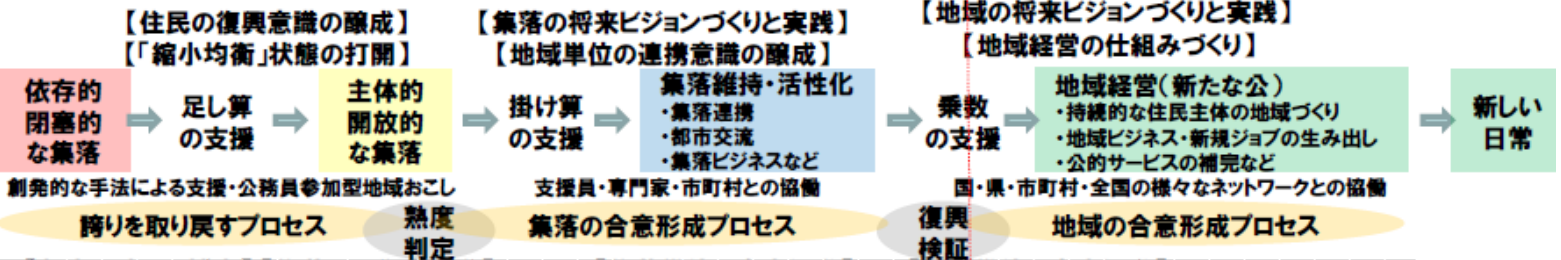 【住民の復興意識の醸成】
【「縮小均衡」状態の打開】
【集落の将来ビジョンづくりと実践】
【地域単位の連携意識の醸成】
【地域の将来ビジョンづくりと実践】
【地域経営の仕組みづくり】
依存的
閉塞的
な集落
足し算
の支援
主体的
開放的
な集落
掛け算
の支援
集落維持・活性化
・集落連携
・都市交流
・集落ビジネスなど
乗数
の支援
地域経営(新たな公)
・持続的な住民主体の地域づくり
・地域ビジネス・新規ジョブの生み出し
・公的サービスの補完など
新しい
日常
創発的な手法による支援・公務員参加型地域おこし
支援員・専門家・市町村との協働
国・県・市町村・全国の様々なネットワークとの協働
誇りを取り戻すプロセス
熟度
判定
集落の合意形成プロセス
復興
検証
地域の合意形成プロセス